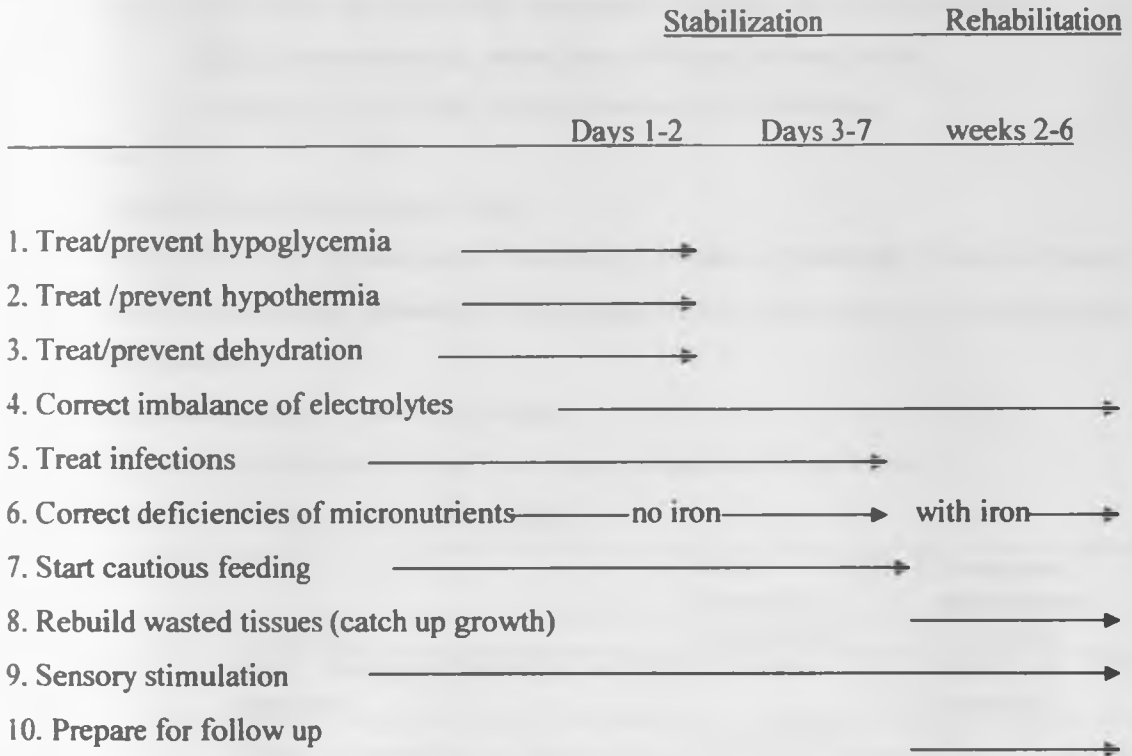 Stabilization Rehabilitation
Days 1-2 Days 3-7 weeks 2-6
1. Treat/prevent hypoglycemia
2. Treat /prevent hypothermia
3. Treat/prevent dehydration
4. Correct imbalance of electrolytes
5. Treat infections
6. Correct deficiencies of micronutrients no iron with iron
7. Start cautious feeding
8. Rebuild wasted tissues (catch up growth)
9. Sensory stimulation
10. Prepare for follow up